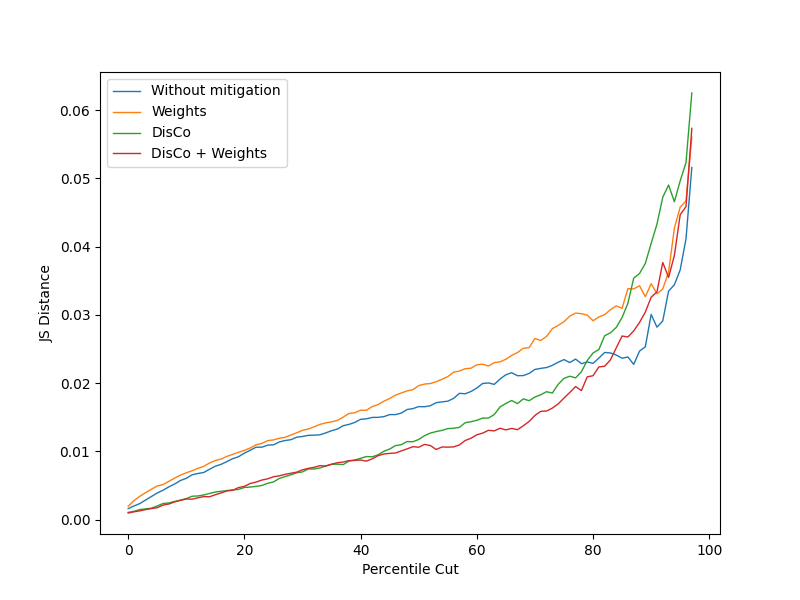 Without mitigation
Weights
DisCo
DisCo + Weights
JS Distance
0.06
0.05
0.04
0.03
0.02
0.01
0.00
0 20 40 60 80 100
Percentile Cut